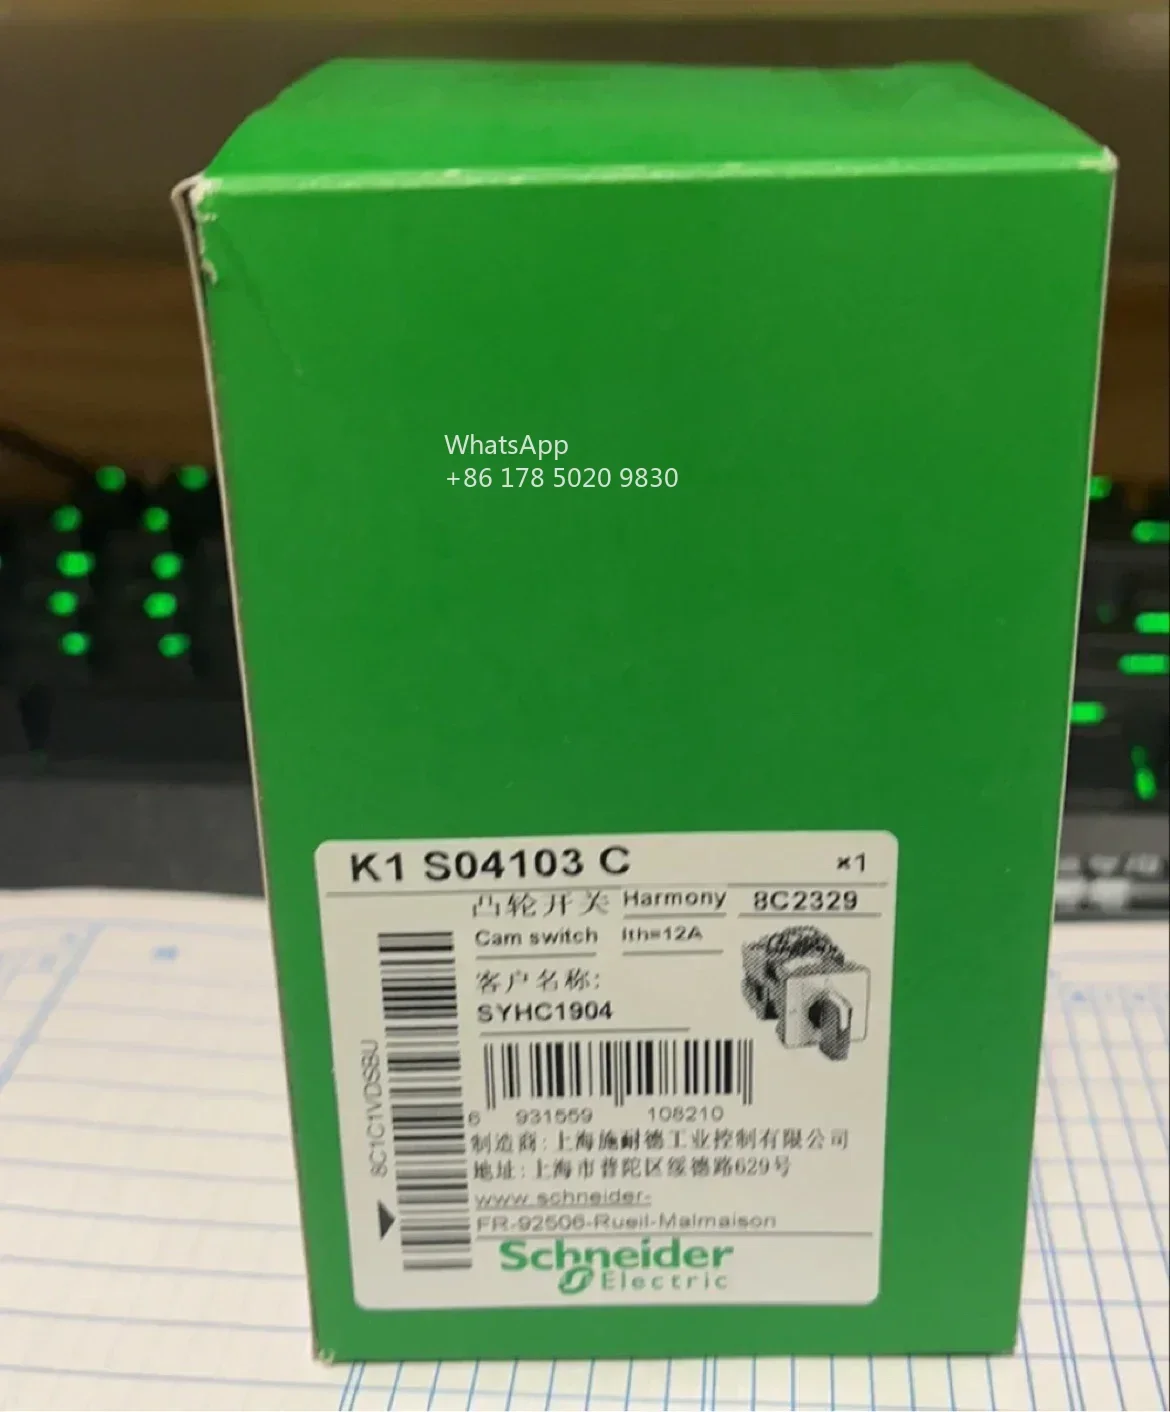 WhatsApp
+86 178 5020 9830
K1 S04103 C
×1
凸轮开关 Harmony 8C2329
Cam switch Ith=12A
客户名称:
SYHC1904
8C1C1VDSBU
6 931559 108210
制造商:上海施耐德工业控制有限公司
地址:上海市普陀区绥德路629号
www.schneider-
FR-92506-Rueil-Malmaison
Schneider
Electric